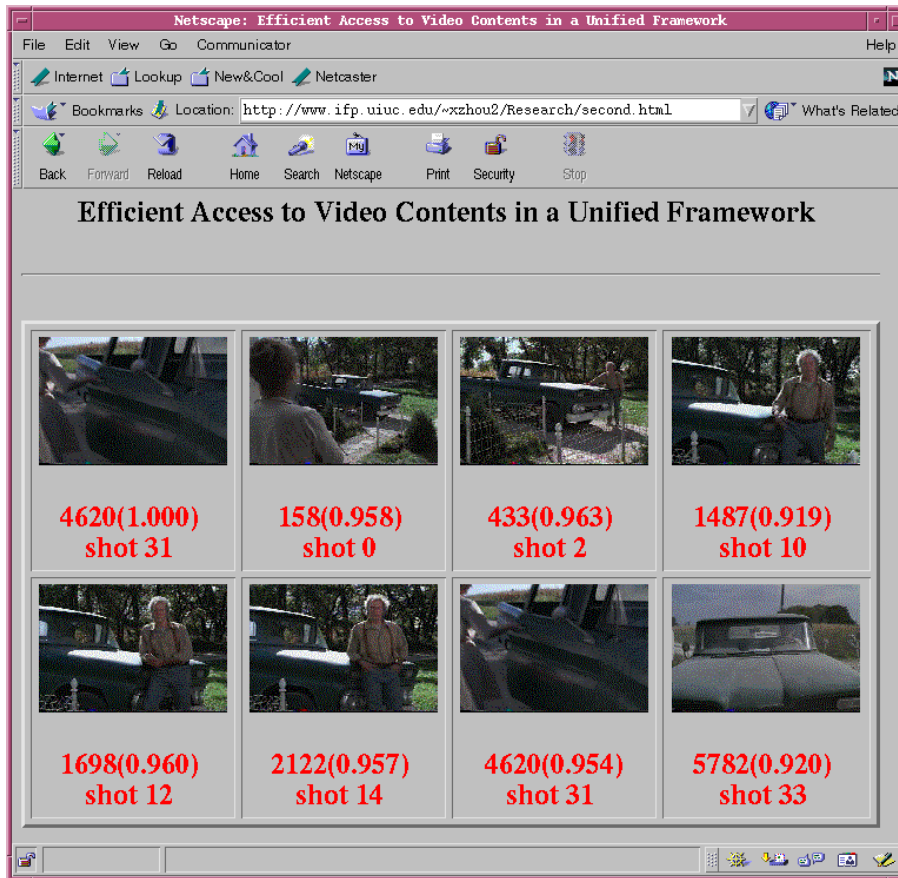 Netscape: Efficient Access to Video Contents in a Unified Framework
File Edit View Go Communicator Help
Internet Lookup New&Cool Netcaster N
Bookmarks Location: http://www.ifp.uiuc.edu/~xzhou2/Research/second.html What's Related
My
Back Forward Reload Home Search Netscape Print Security Stop
Efficient Access to Video Contents in a Unified Framework
4620(1.000) 158(0.958) 433(0.963) 1487(0.919)
shot 31 shot 0 shot 2 shot 10
1698(0.960) 2122(0.957) 4620(0.954) 5782(0.920)
shot 12 shot 14 shot 31 shot 33